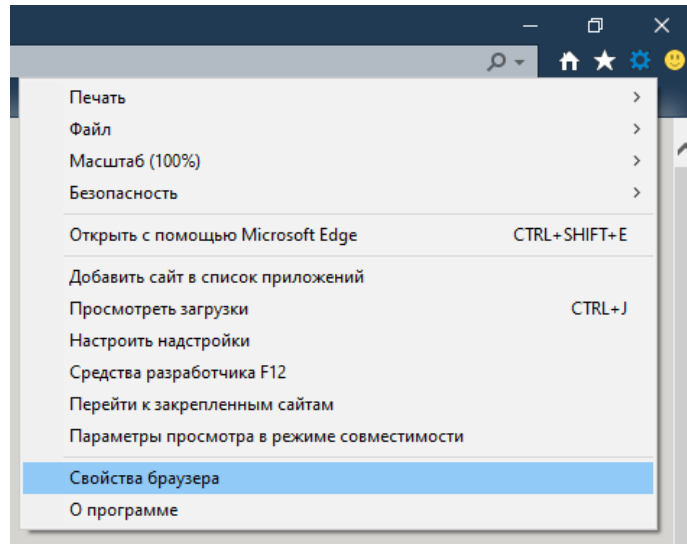 Печать
Файл
Масштаб (100%)
Безопасность
Открыть с помощью Microsoft Edge CTRL+SHIFT+E
Добавить сайт в список приложений
Просмотреть загрузки CTRL+J
Настроить надстройки
Средства разработчика F12
Перейти к закрепленным сайтам
Параметры просмотра в режиме совместимости
Свойства браузера
О программе